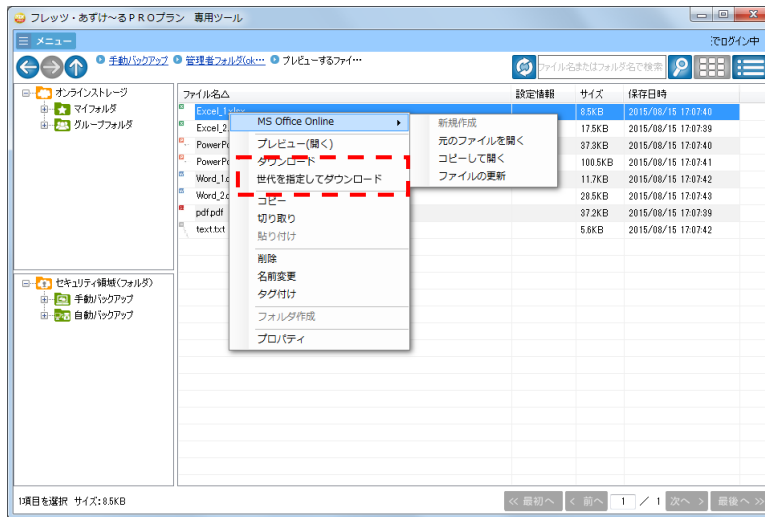 フレッツ・あずけ～るPROプラン 専用ツール
メニュー
でログイン中
手動バックアップ 管理者フォルダ(ok… プレビューするファイ…
ファイル名またはフォルダ名で検索
オンラインストレージ
マイフォルダ
グループフォルダ
ファイル名△ 設定情報 サイズ 保存日時
Excel_1.xlsx 8.5KB 2015/08/15 17:07:40
Excel_2 17.5KB 2015/08/15 17:07:39
PowerPo 37.3KB 2015/08/15 17:07:40
PowerPo 100.5KB 2015/08/15 17:07:41
Word_1.d 11.7KB 2015/08/15 17:07:42
Word_2.d 28.5KB 2015/08/15 17:07:43
pdf.pdf 37.2KB 2015/08/15 17:07:39
text.txt 5.6KB 2015/08/15 17:07:42
MS Office Online
プレビュー(開く)
ダウンロード
世代を指定してダウンロード
コピー
切り取り
貼り付け
削除
名前変更
タグ付け
フォルダ作成
プロパティ
新規作成
元のファイルを開く
コピーして開く
ファイルの更新
セキュリティ領域(フォルダ)
手動バックアップ
自動バックアップ
1項目を選択 サイズ:8.5KB
<< 最初へ < 前へ 1 / 1 次へ > 最後へ >>